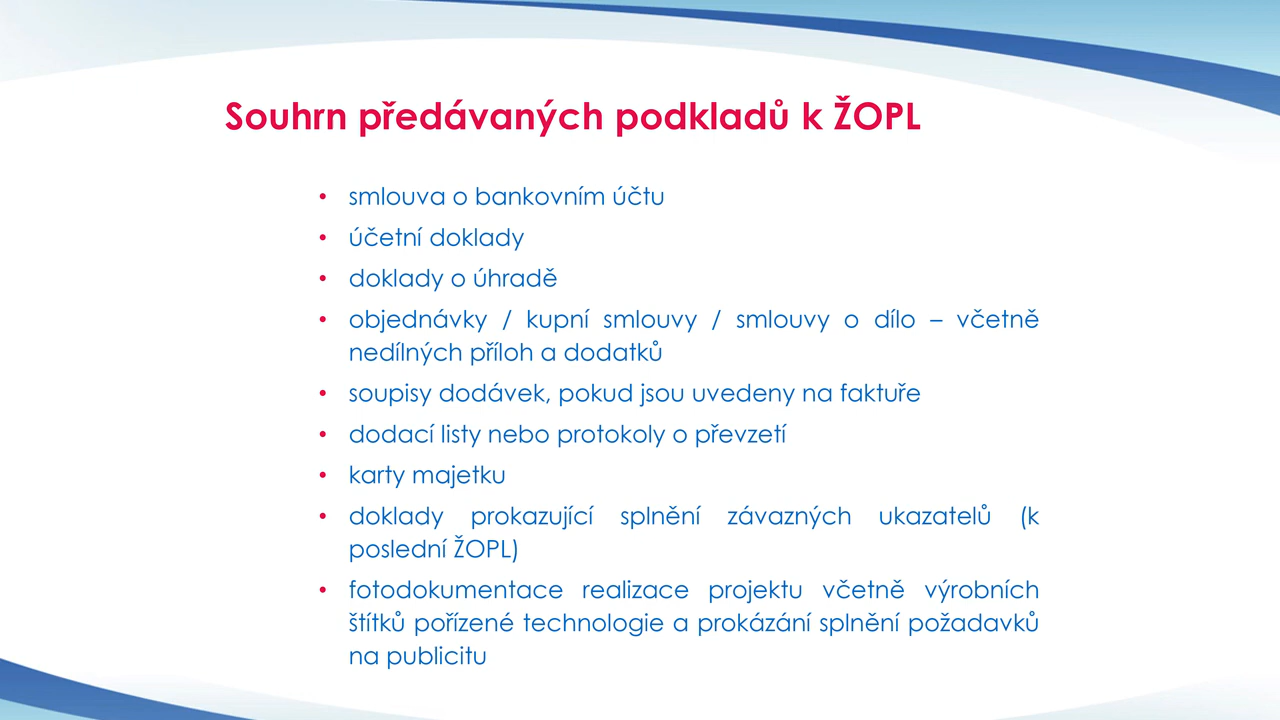 Souhrn předávaných podkladů k ŽOPL
• smlouva o bankovním účtu
• účetní doklady
• doklady o úhradě
• objednávky / kupní smlouvy / smlouvy o dílo – včetně
nedílných příloh a dodatků
• soupisy dodávek, pokud jsou uvedeny na faktuře
• dodací listy nebo protokoly o převzetí
• karty majetku
• doklady prokazující splnění závazných ukazatelů (k
poslední ŽOPL)
• fotodokumentace realizace projektu včetně výrobních
štítků pořízené technologie a prokázání splnění požadavků
na publicitu